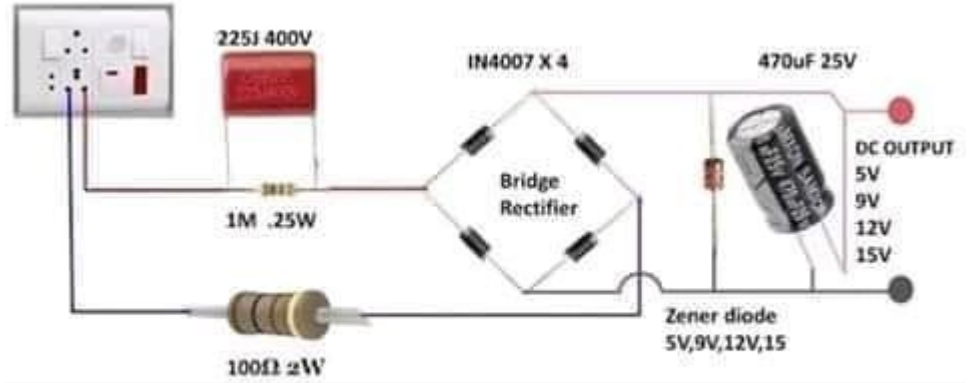 225J 400V
IN4007 X 4
470uF 25V
DC OUTPUT
5V
9V
12V
15V
Bridge
Rectifier
1M .25W
Zener diode
5V,9V,12V,15
100Ω 2W